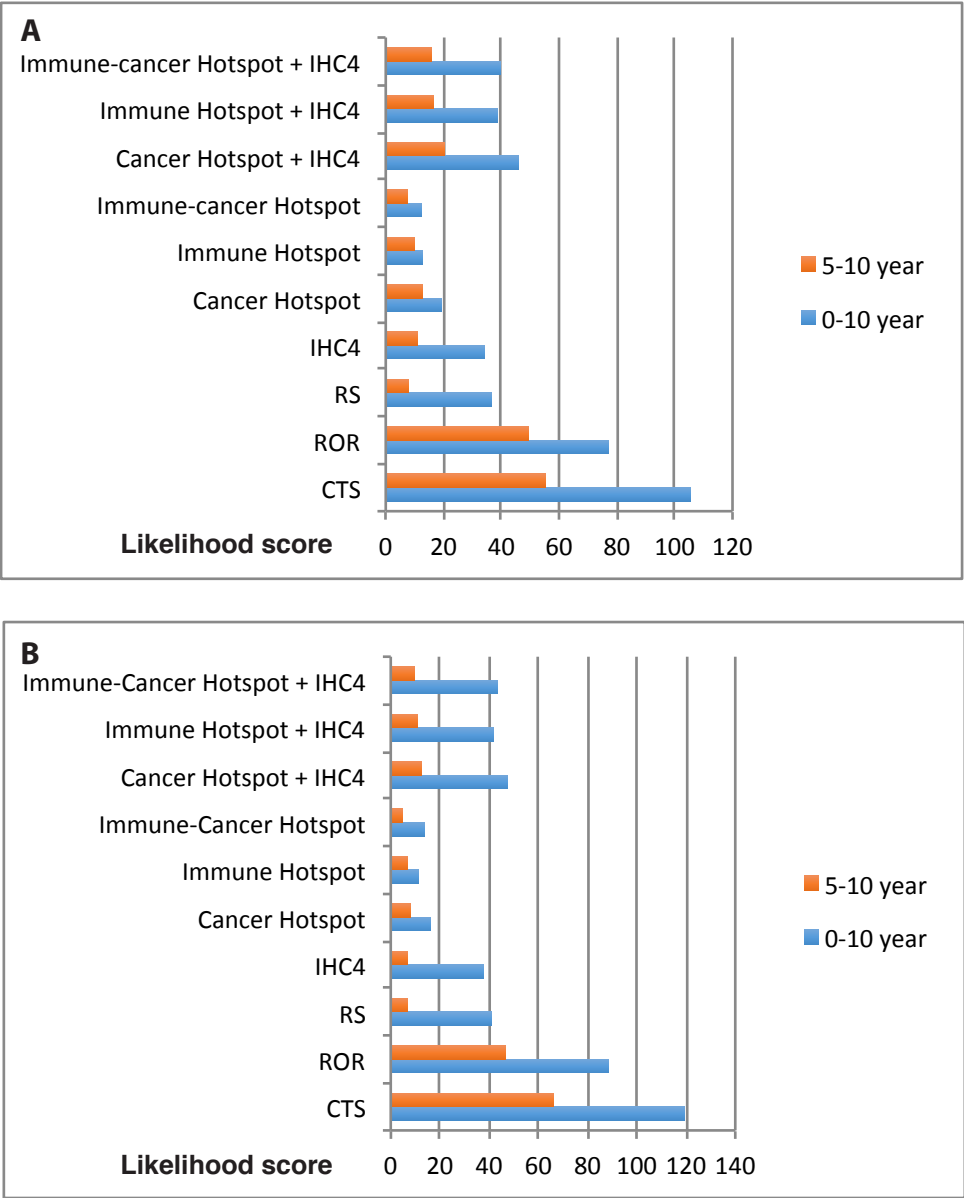 A
Immune-cancer Hotspot + IHC4
Immune Hotspot + IHC4
Cancer Hotspot + IHC4
Immune-cancer Hotspot
Immune Hotspot
Cancer Hotspot
IHC4
RS
ROR
CTS
5-10 year
0-10 year
Likelihood score
0 20 40 60 80 100 120
B
Immune-Cancer Hotspot + IHC4
Immune Hotspot + IHC4
Cancer Hotspot + IHC4
Immune-Cancer Hotspot
Immune Hotspot
Cancer Hotspot
IHC4
RS
ROR
CTS
5-10 year
0-10 year
Likelihood score
0 20 40 60 80 100 120 140